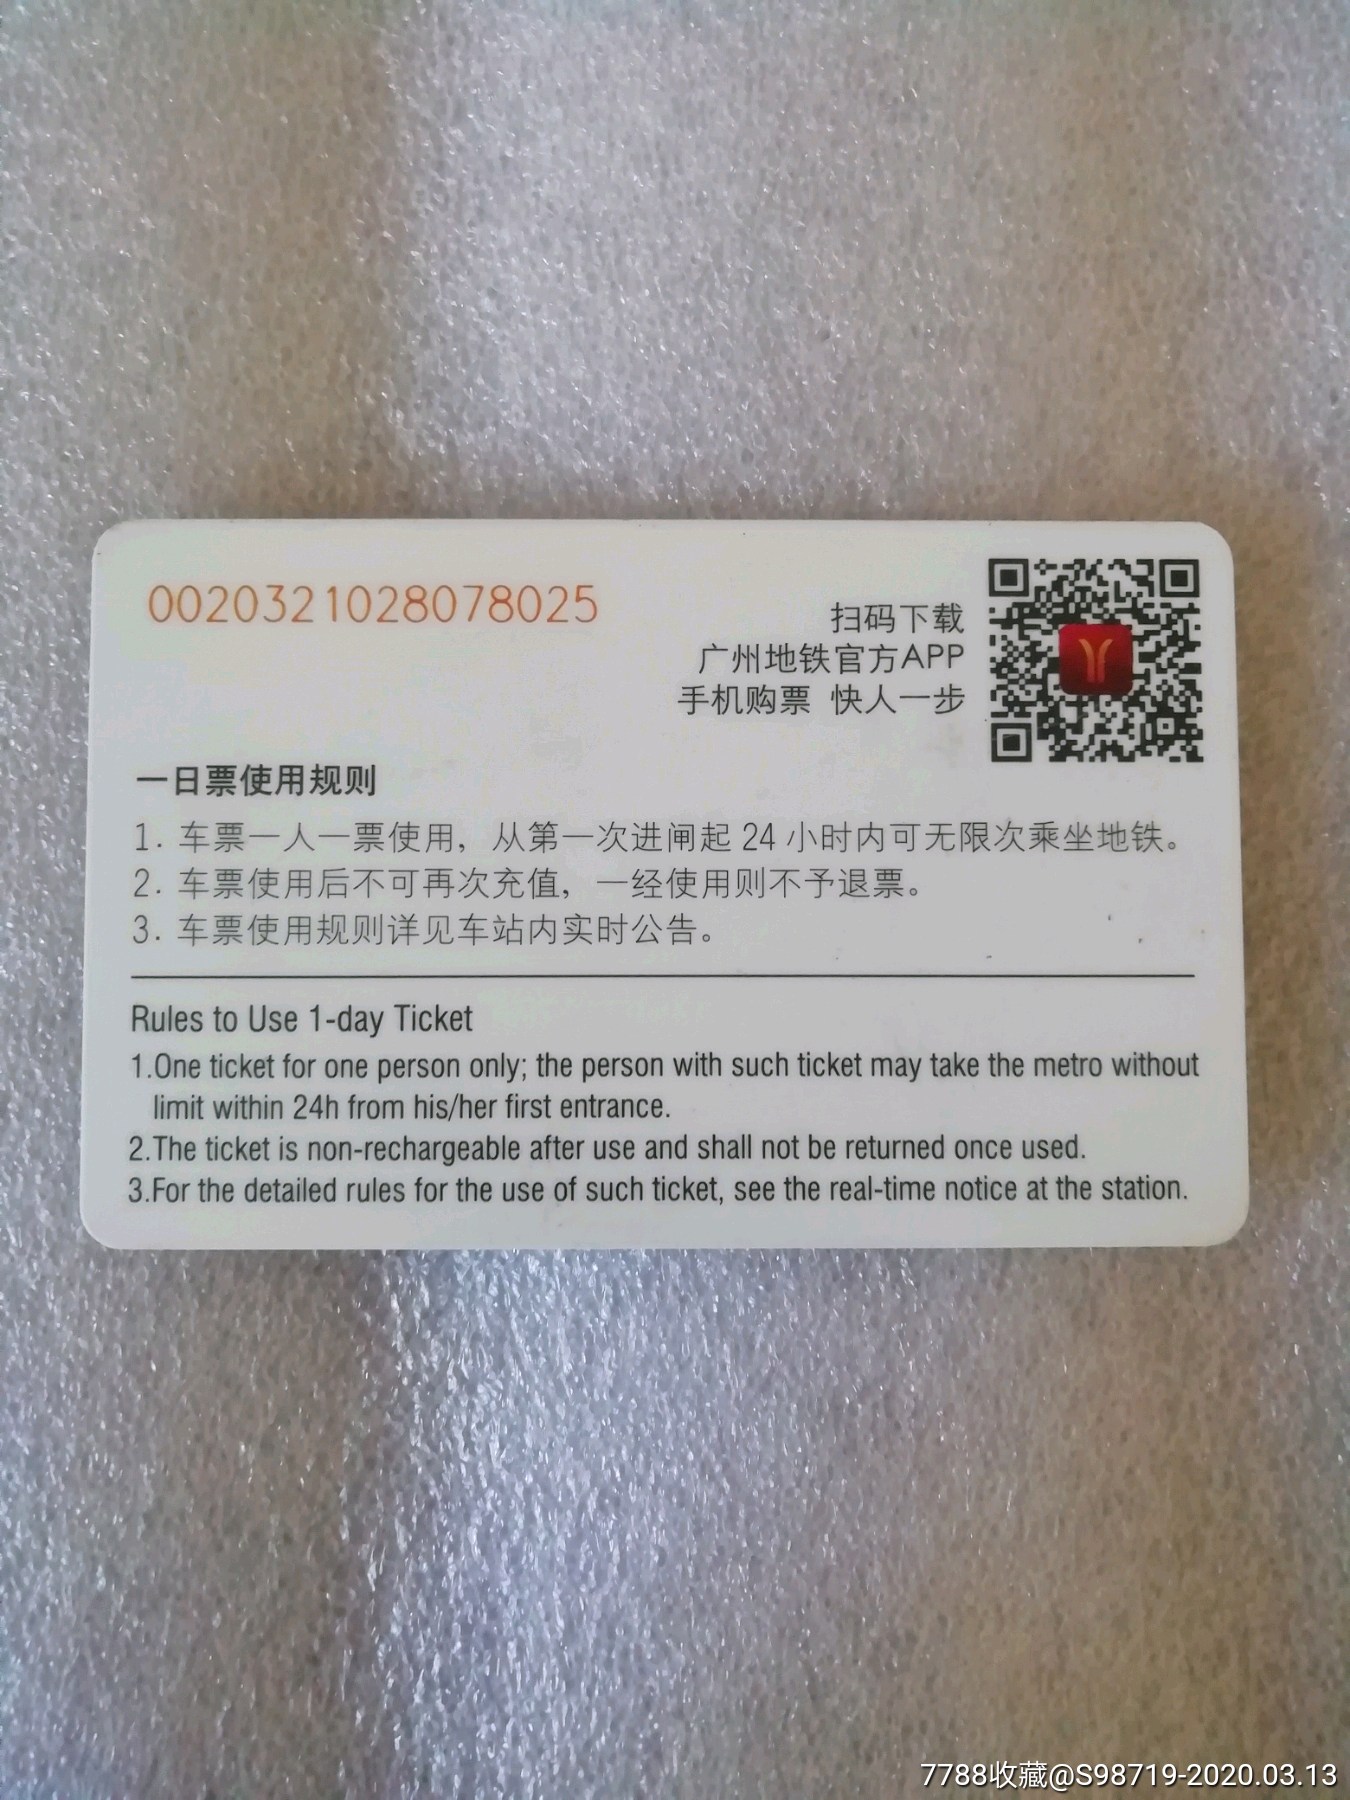 0020321028078025
扫码下载
广州地铁官方APP
手机购票 快人一步
一日票使用规则
1. 车票一人一票使用，从第一次进闸起 24 小时内可无限次乘坐地铁。
2. 车票使用后不可再次充值，一经使用则不予退票。
3. 车票使用规则详见车站内实时公告。
Rules to Use 1-day Ticket
1.One ticket for one person only; the person with such ticket may take the metro without
limit within 24h from his/her first entrance.
2.The ticket is non-rechargeable after use and shall not be returned once used.
3.For the detailed rules for the use of such ticket, see the real-time notice at the station.
7788收藏@S98719-2020.03.13